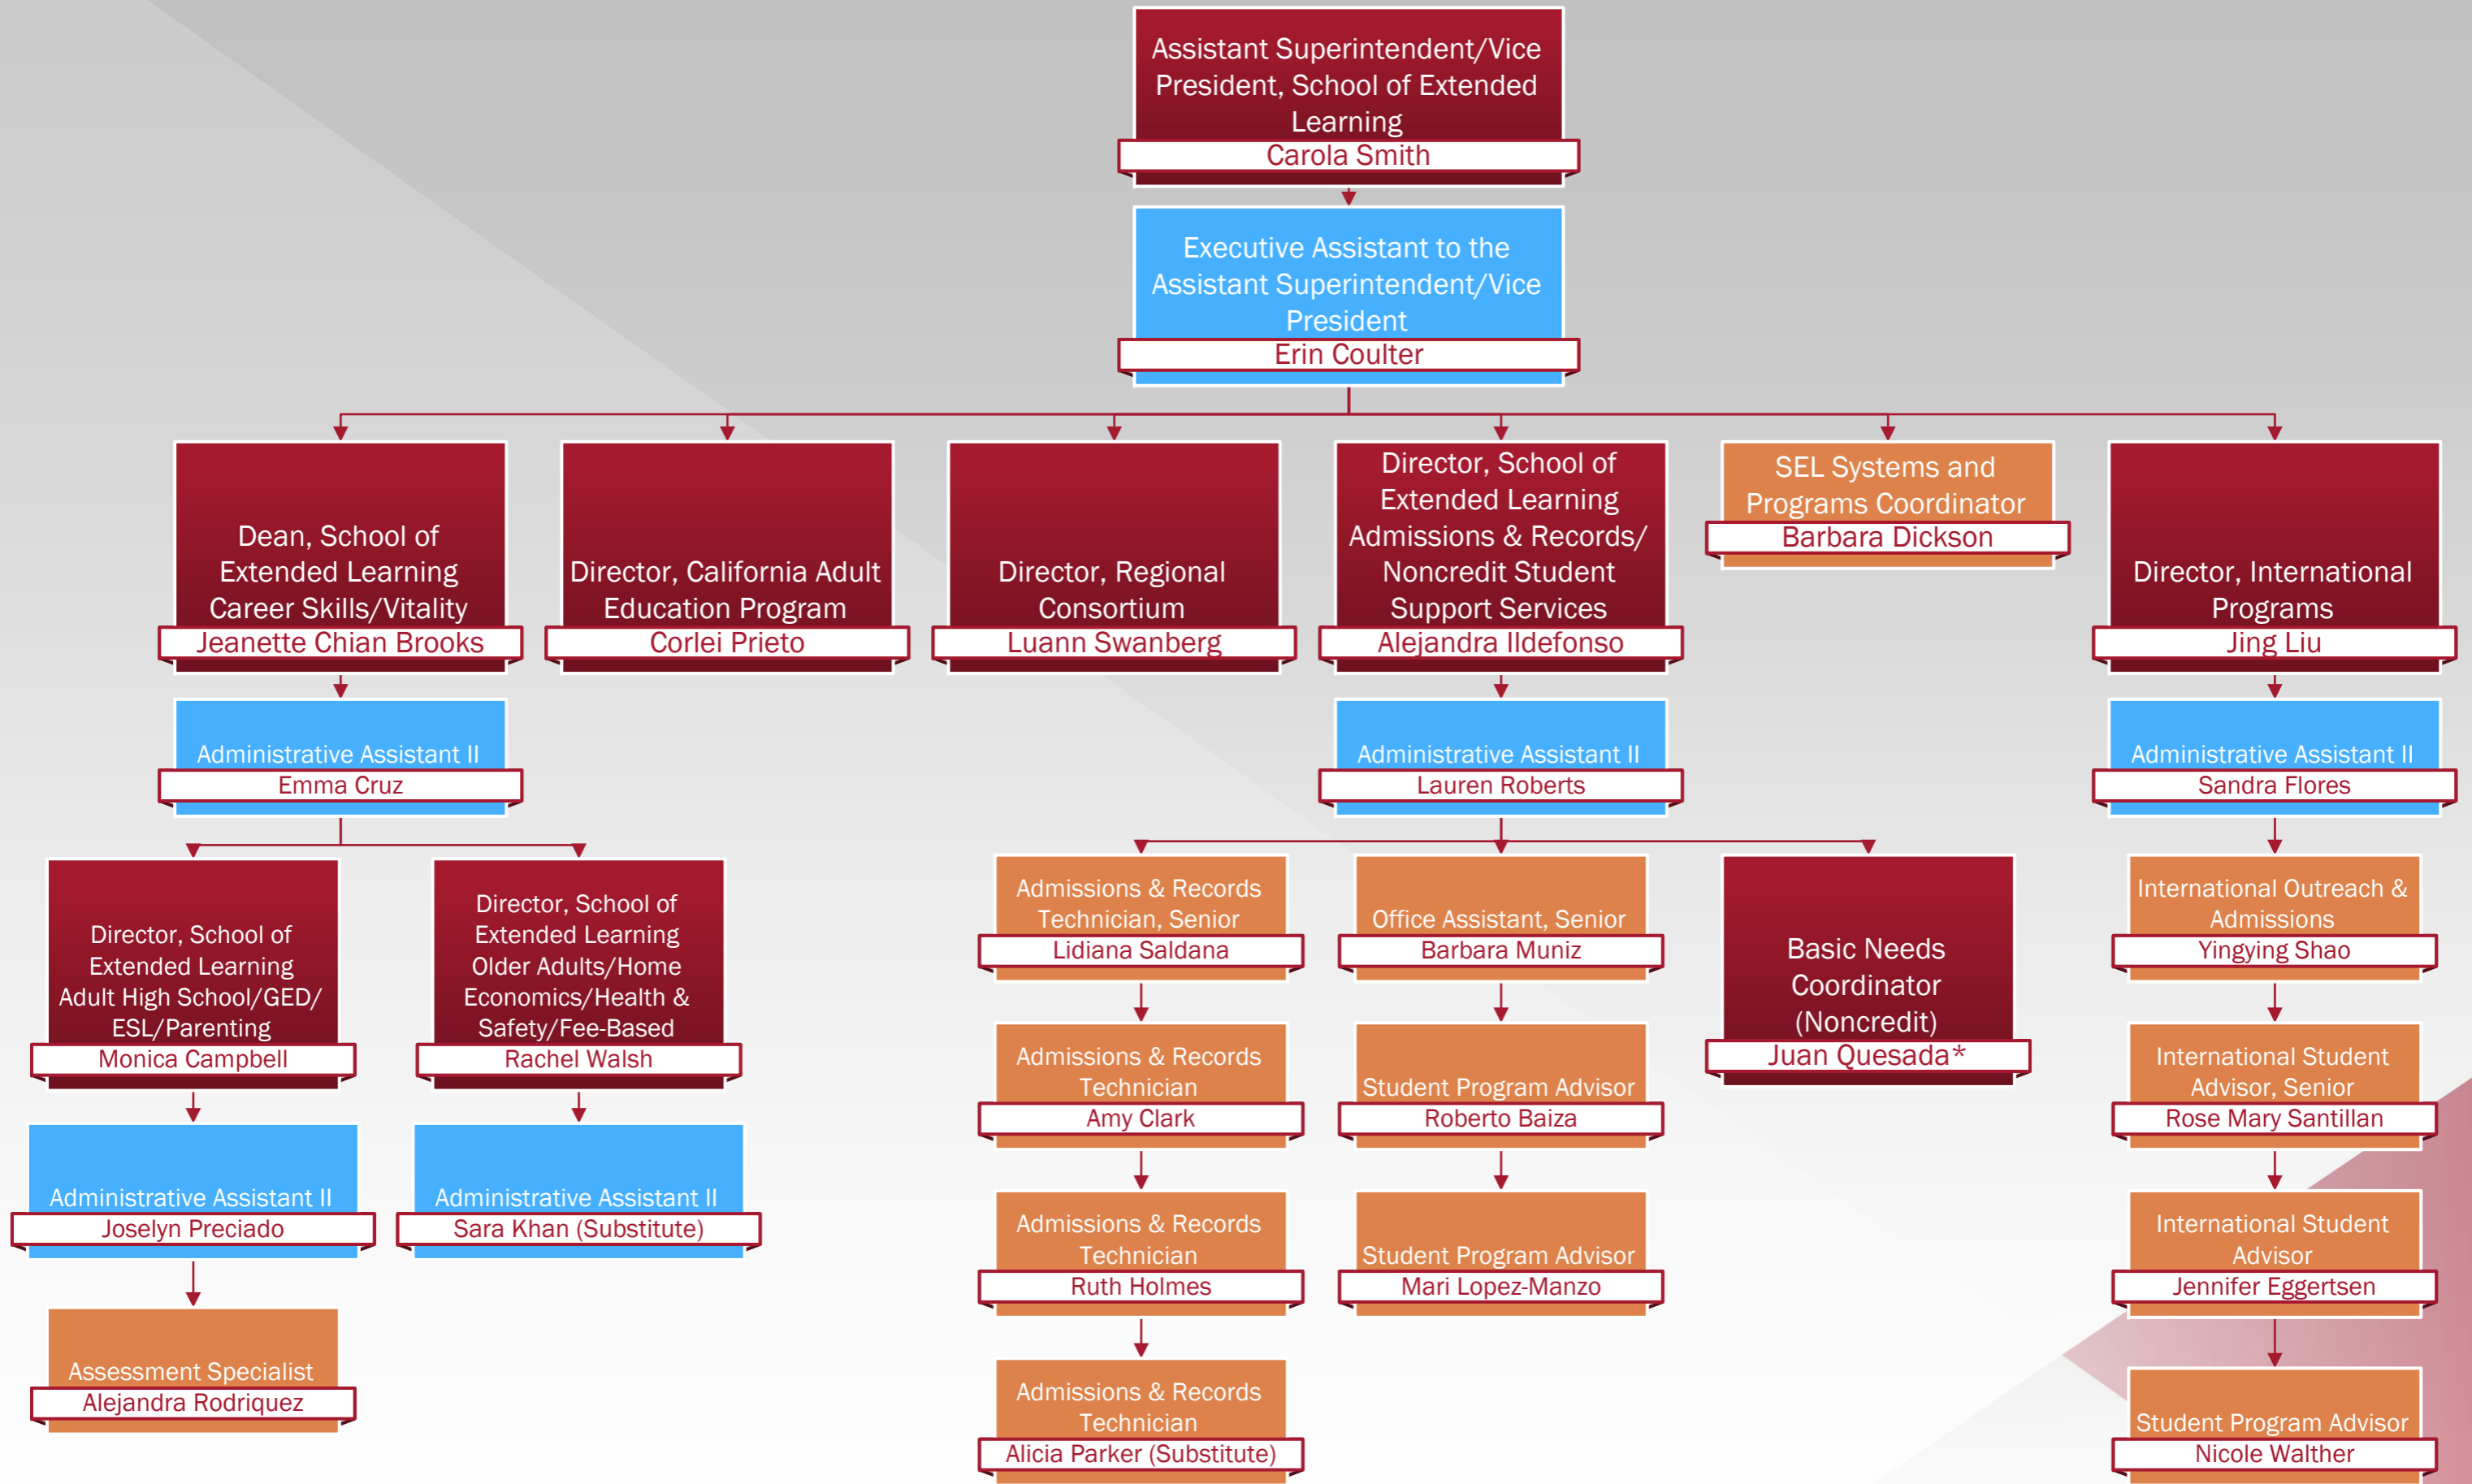 Assistant Superintendent/Vice
President, School of Extended
Learning
Carola Smith
Executive Assistant to the
Assistant Superintendent/Vice
President
Erin Coulter
Dean, School of
Extended Learning
Career Skills/Vitality
Jeanette Chian Brooks
Director, California Adult
Education Program
Corlei Prieto
Director, Regional
Consortium
Luann Swanberg
Director, School of
Extended Learning
Admissions & Records/
Noncredit Student
Support Services
Alejandra Ildefonso
SEL Systems and
Programs Coordinator
Barbara Dickson
Director, International
Programs
Jing Liu
Administrative Assistant II
Emma Cruz
Administrative Assistant II
Lauren Roberts
Administrative Assistant II
Sandra Flores
Director, School of
Extended Learning
Adult High School/GED/
ESL/Parenting
Monica Campbell
Director, School of
Extended Learning
Older Adults/Home
Economics/Health &
Safety/Fee-Based
Rachel Walsh
Admissions & Records
Technician, Senior
Lidiana Saldana
Office Assistant, Senior
Barbara Muniz
Basic Needs
Coordinator
(Noncredit)
Juan Quesada*
International Outreach &
Admissions
Yingying Shao
Admissions & Records
Technician
Amy Clark
Student Program Advisor
Roberto Baiza
International Student
Advisor, Senior
Rose Mary Santillan
Administrative Assistant II
Joselyn Preciado
Administrative Assistant II
Sara Khan (Substitute)
Admissions & Records
Technician
Ruth Holmes
Student Program Advisor
Mari Lopez-Manzo
International Student
Advisor
Jennifer Eggertsen
Assessment Specialist
Alejandra Rodriquez
Admissions & Records
Technician
Alicia Parker (Substitute)
Student Program Advisor
Nicole Walther